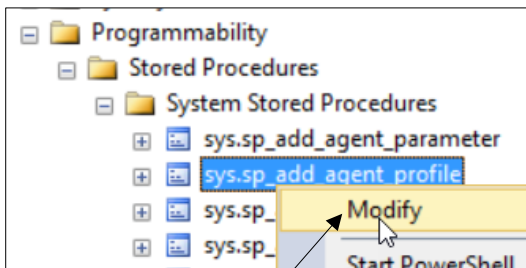 Programmability
Stored Procedures
System Stored Procedures
sys.sp_add_agent_parameter
sys.sp_add_agent_profile
sys.sp_
Modify
sys.sp_
Start PowerShell